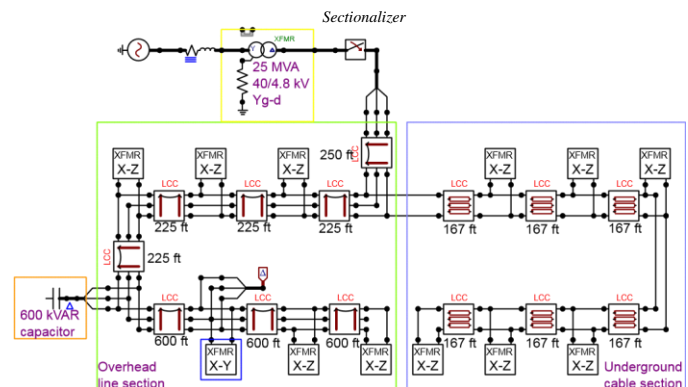 Sectionalizer
XFMR
Y
Δ
25 MVA
40/4.8 kV
Yg-d
250 ft
LCC
XFMR
X-Z
XFMR
X-Z
XFMR
X-Z
XFMR
X-Z
XFMR
X-Z
LCC
LCC
LCC
LCC
LCC
LCC
225 ft
225 ft
225 ft
167 ft
167 ft
167 ft
LCC
225 ft
Δ
600 kVAR
capacitor
Δ
LCC
LCC
LCC
LCC
LCC
LCC
600 ft
600 ft
600 ft
167 ft
167 ft
167 ft
XFMR
X-Y
XFMR
X-Z
XFMR
X-Z
XFMR
X-Z
XFMR
X-Z
XFMR
X-Z
Overhead
line section
Underground
cable section